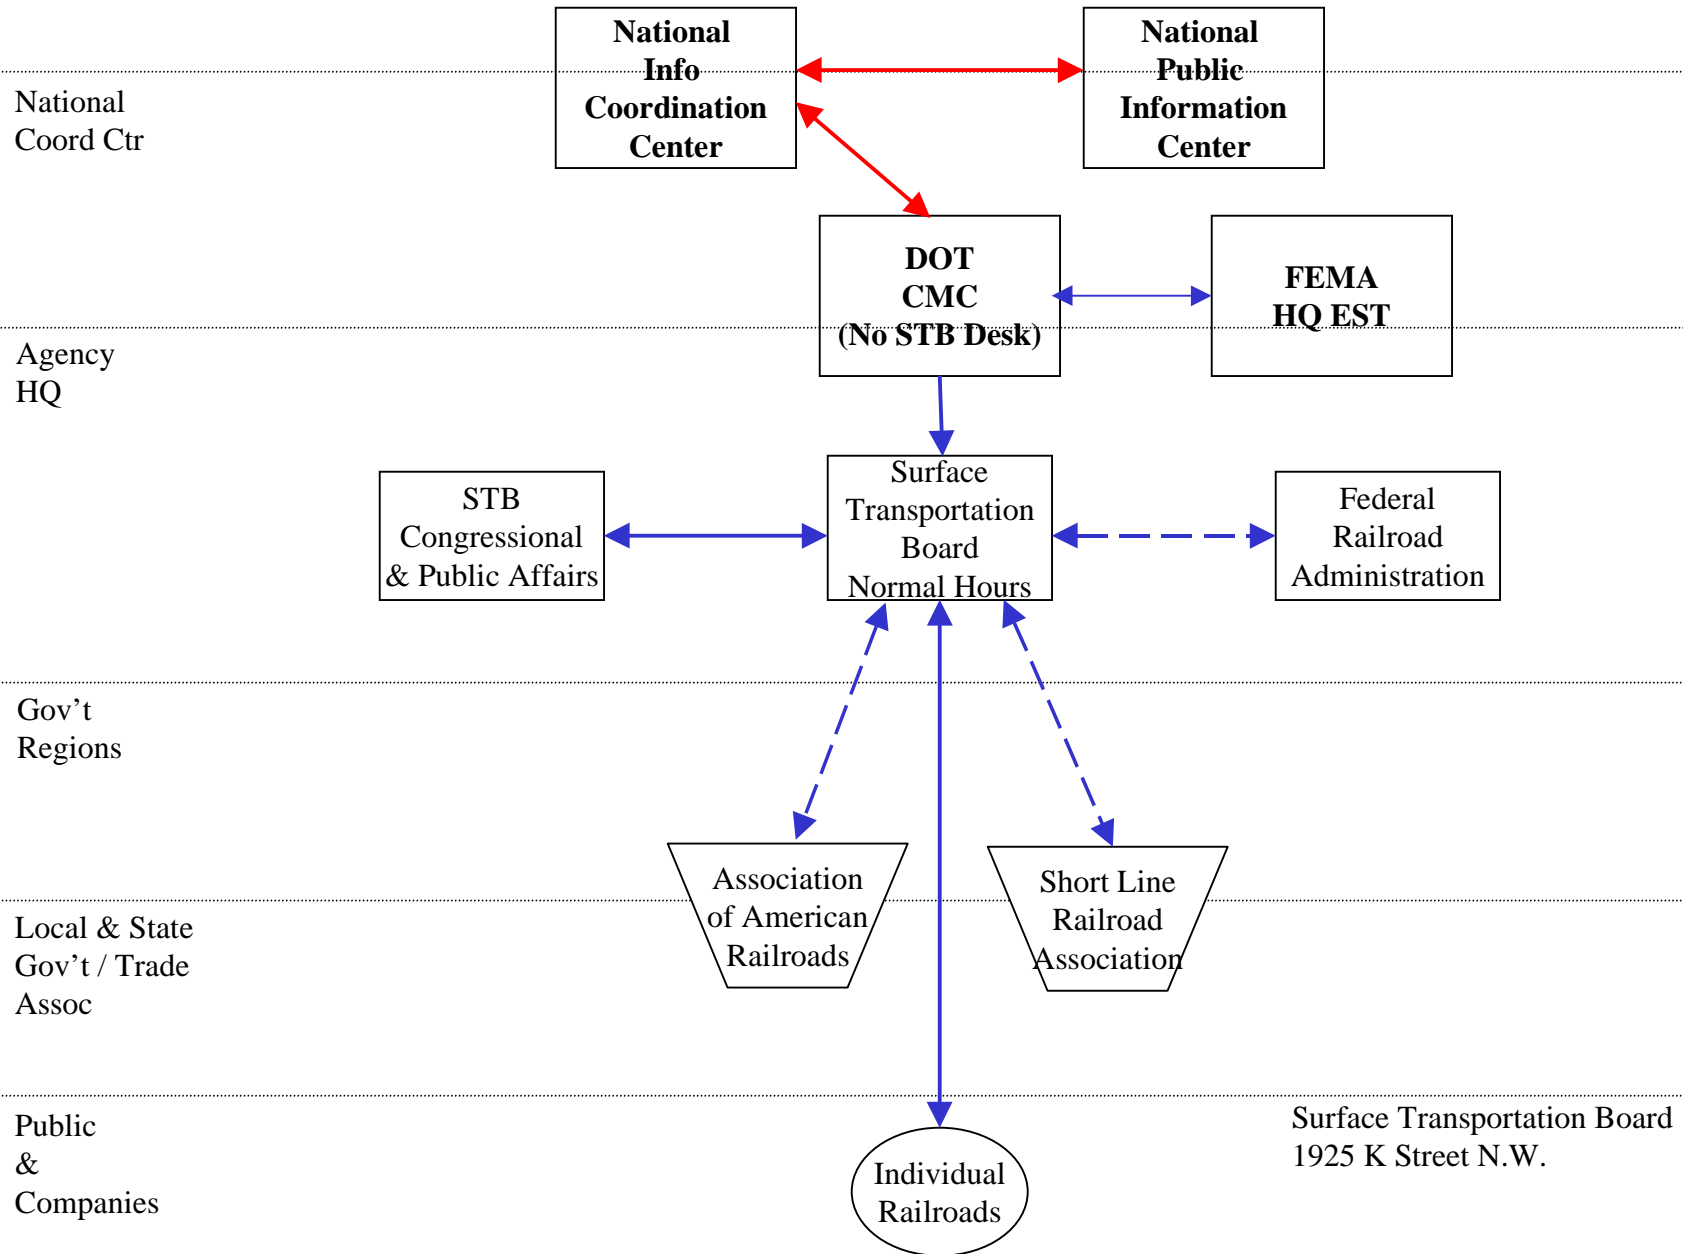 National
Info
Coordination
Center
National
Public
Information
Center
National
Coord Ctr
DOT
CMC
(No STB Desk)
FEMA
HQ EST
Agency
HQ
STB
Congressional
& Public Affairs
Surface
Transportation
Board
Normal Hours
Federal
Railroad
Administration
Gov’t
Regions
Association
of American
Railroads
Short Line
Railroad
Association
Local & State
Gov’t / Trade
Assoc
Public
&
Companies
Individual
Railroads
Surface Transportation Board
1925 K Street N.W.